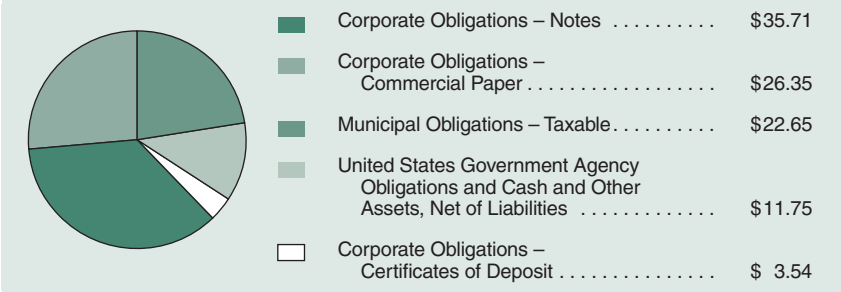 Corporate Obligations – Notes . . . . . . . . . . $35.71
Corporate Obligations –
Commercial Paper . . . . . . . . . . . . . . . . . . . $26.35
Municipal Obligations – Taxable . . . . . . . . . . $22.65
United States Government Agency
Obligations and Cash and Other
Assets, Net of Liabilities . . . . . . . . . . . . . $11.75
Corporate Obligations –
Certificates of Deposit . . . . . . . . . . . . . . . $ 3.54